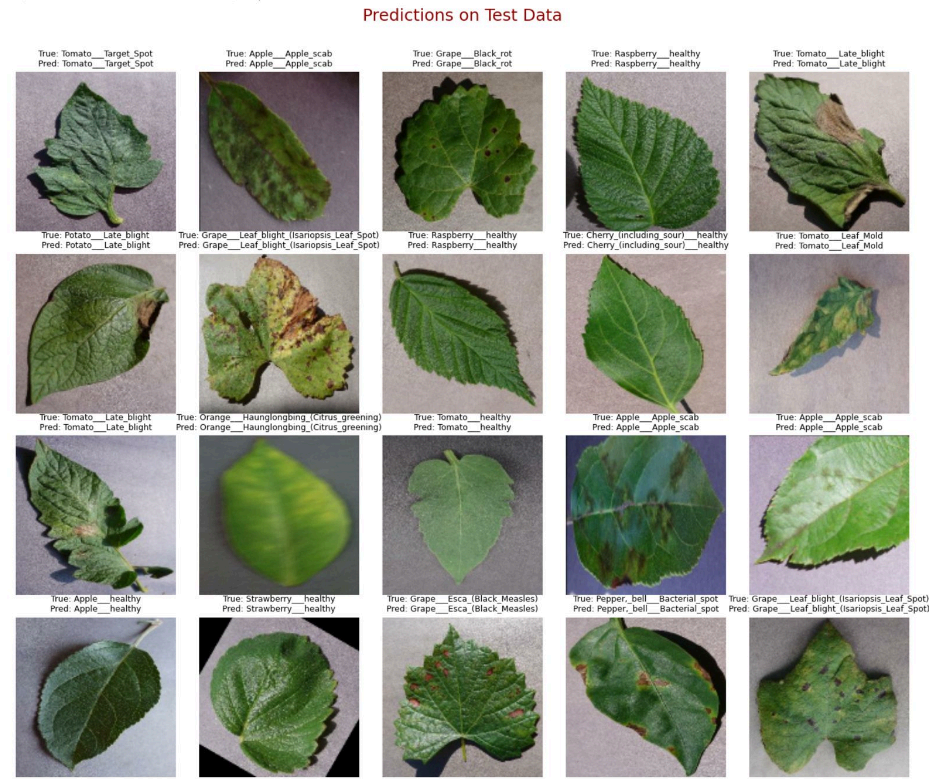 Predictions on Test Data
True: Tomato___Target_Spot
Pred: Tomato___Target_Spot
True: Apple___Apple_scab
Pred: Apple___Apple_scab
True: Grape___Black_rot
Pred: Grape___Black_rot
True: Raspberry___healthy
Pred: Raspberry___healthy
True: Tomato___Late_blight
Pred: Tomato___Late_blight
True: Potato___Late_blight
Pred: Potato___Late_blight
True: Grape___Leaf_blight_(Isariopsis_Leaf_Spot)
Pred: Grape___Leaf_blight_(Isariopsis_Leaf_Spot)
True: Raspberry___healthy
Pred: Raspberry___healthy
True: Cherry_(including_sour)___healthy
Pred: Cherry_(including_sour)___healthy
True: Tomato___Leaf_Mold
Pred: Tomato___Leaf_Mold
True: Tomato___Late_blight
Pred: Tomato___Late_blight
True: Orange___Haunglongbing_(Citrus_greening)
Pred: Orange___Haunglongbing_(Citrus_greening)
True: Tomato___healthy
Pred: Tomato___healthy
True: Apple___Apple_scab
Pred: Apple___Apple_scab
True: Apple___Apple_scab
Pred: Apple___Apple_scab
True: Apple___healthy
Pred: Apple___healthy
True: Strawberry___healthy
Pred: Strawberry___healthy
True: Grape___Esca_(Black_Measles)
Pred: Grape___Esca_(Black_Measles)
True: Pepper,_bell___Bacterial_spot
Pred: Pepper,_bell___Bacterial_spot
True: Grape___Leaf_blight_(Isariopsis_Leaf_Spot)
Pred: Grape___Leaf_blight_(Isariopsis_Leaf_Spot)